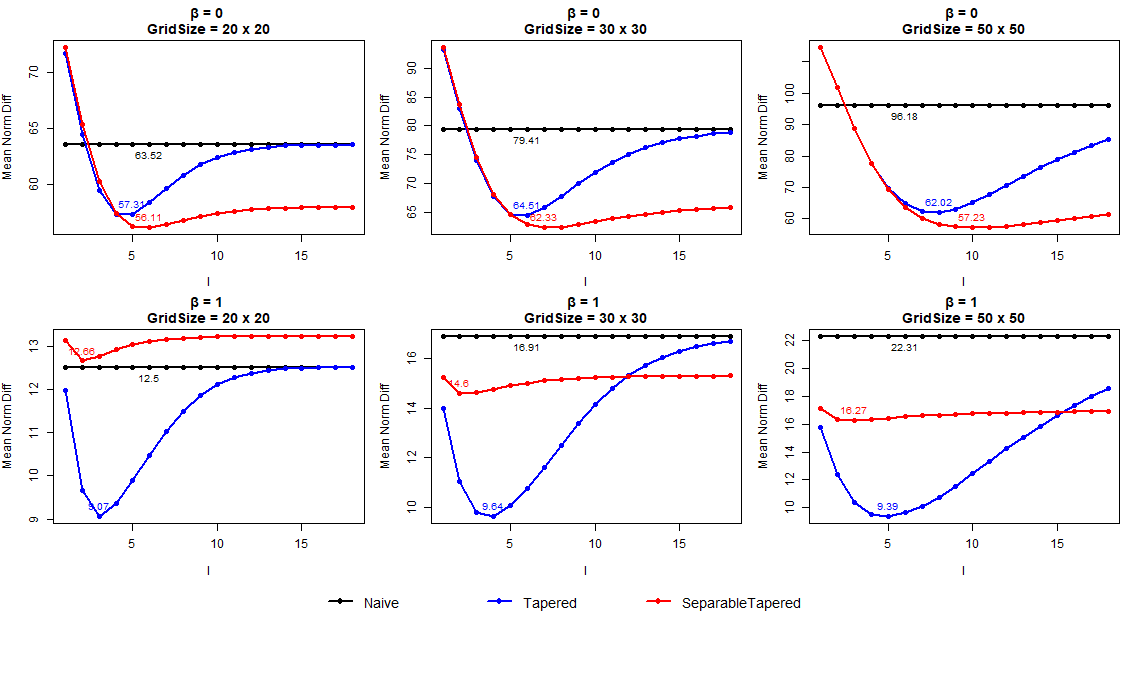 β = 0
GridSize = 20 x 20
Mean Norm Diff
60 65 70
63.52
57.31
56.11
5 10 15
l
β = 0
GridSize = 30 x 30
Mean Norm Diff
65 70 75 80 85 90
79.41
64.51
62.33
5 10 15
l
β = 0
GridSize = 50 x 50
Mean Norm Diff
60 70 80 90 100
96.18
62.02
57.23
5 10 15
l
β = 1
GridSize = 20 x 20
Mean Norm Diff
9 10 11 12 13
12.66
12.5
9.07
5 10 15
l
β = 1
GridSize = 30 x 30
Mean Norm Diff
10 12 14 16
16.91
14.6
9.64
5 10 15
l
β = 1
GridSize = 50 x 50
Mean Norm Diff
10 12 14 16 18 20 22
22.31
16.27
9.39
5 10 15
l
Naive Tapered SeparableTapered